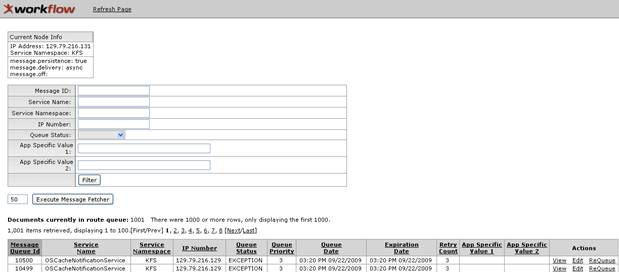 workflow Refresh Page
Current Node Info
IP Address: 129.79.216.131
Service Namespace: KFS
message.persistence: true
message.delivery: async
message.off:
Message ID:
Service Name:
Service Namespace:
IP Number:
Queue Status:
App Specific Value 1:
App Specific Value 2:
Filter
50 Execute Message Fetcher
Documents currently in route queue: 1001 There were 1000 or more rows, only displaying the first 1000.
1,001 items retrieved, displaying 1 to 100.[First/Prev] 1, 2, 3, 4, 5, 6, 7, 8 [Next/Last]
Message Queue Id Service Name Service Namespace IP Number Queue Status Queue Priority Queue Date Expiration Date Retry Count App Specific Value 1 App Specific Value 2 Actions
10500 OSCacheNotificationService KFS 129.79.216.129 EXCEPTION 3 03:20 PM 09/22/2009 03:20 PM 09/22/2009 3 View Edit ReQueue
10499 OSCacheNotificationService KFS 129.79.216.129 EXCEPTION 3 03:20 PM 09/22/2009 03:20 PM 09/22/2009 3 View Edit ReQueue